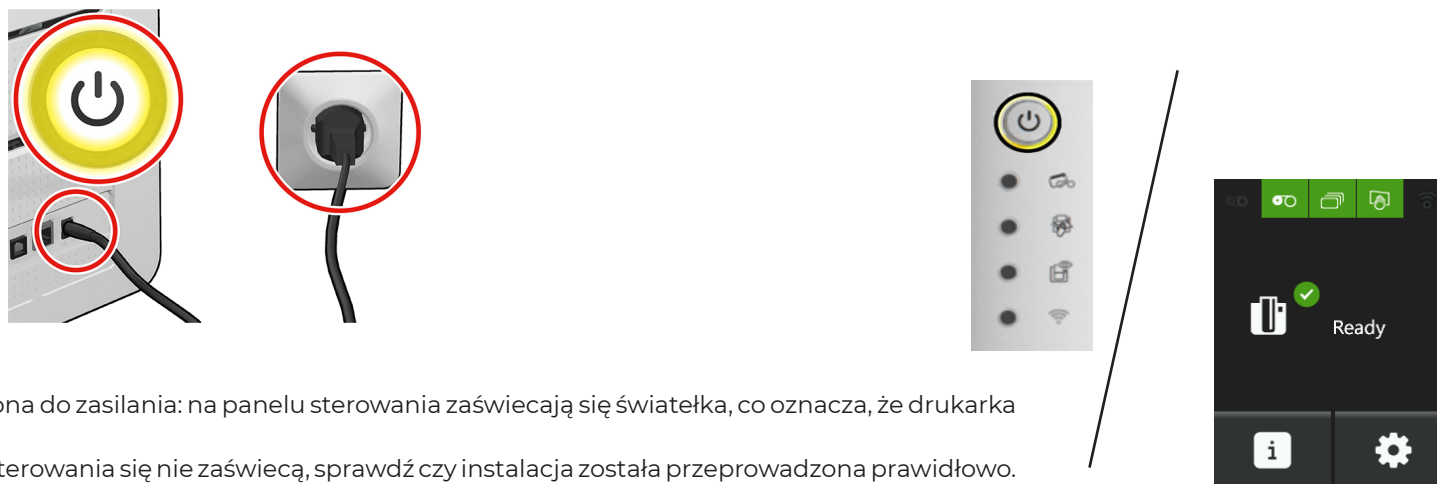 Ready
ona do zasilania: na panelu sterowania zaświecają się światełka, co oznacza, że drukarka
terowania się nie zaświecą, sprawdź czy instalacja została przeprowadzona prawidłowo.